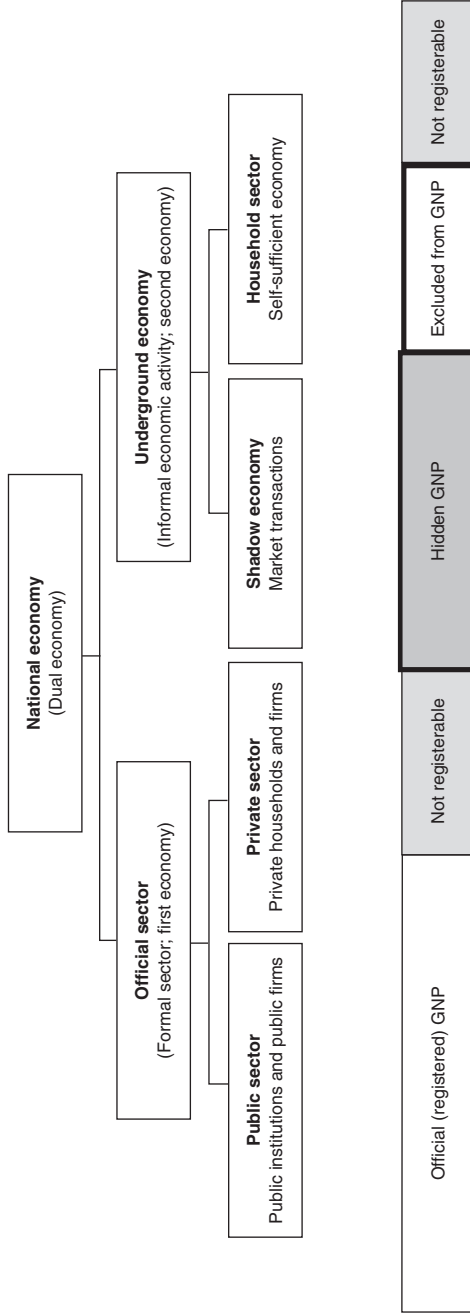 National economy
(Dual economy)
Official sector
(Formal sector; first economy)
Underground economy
(Informal economic activity; second economy)
Public sector
Public institutions and public firms
Private sector
Private households and firms
Shadow economy
Market transactions
Household sector
Self-sufficient economy
Official (registered) GNP
Not registerable
Hidden GNP
Excluded from GNP
Not registerable